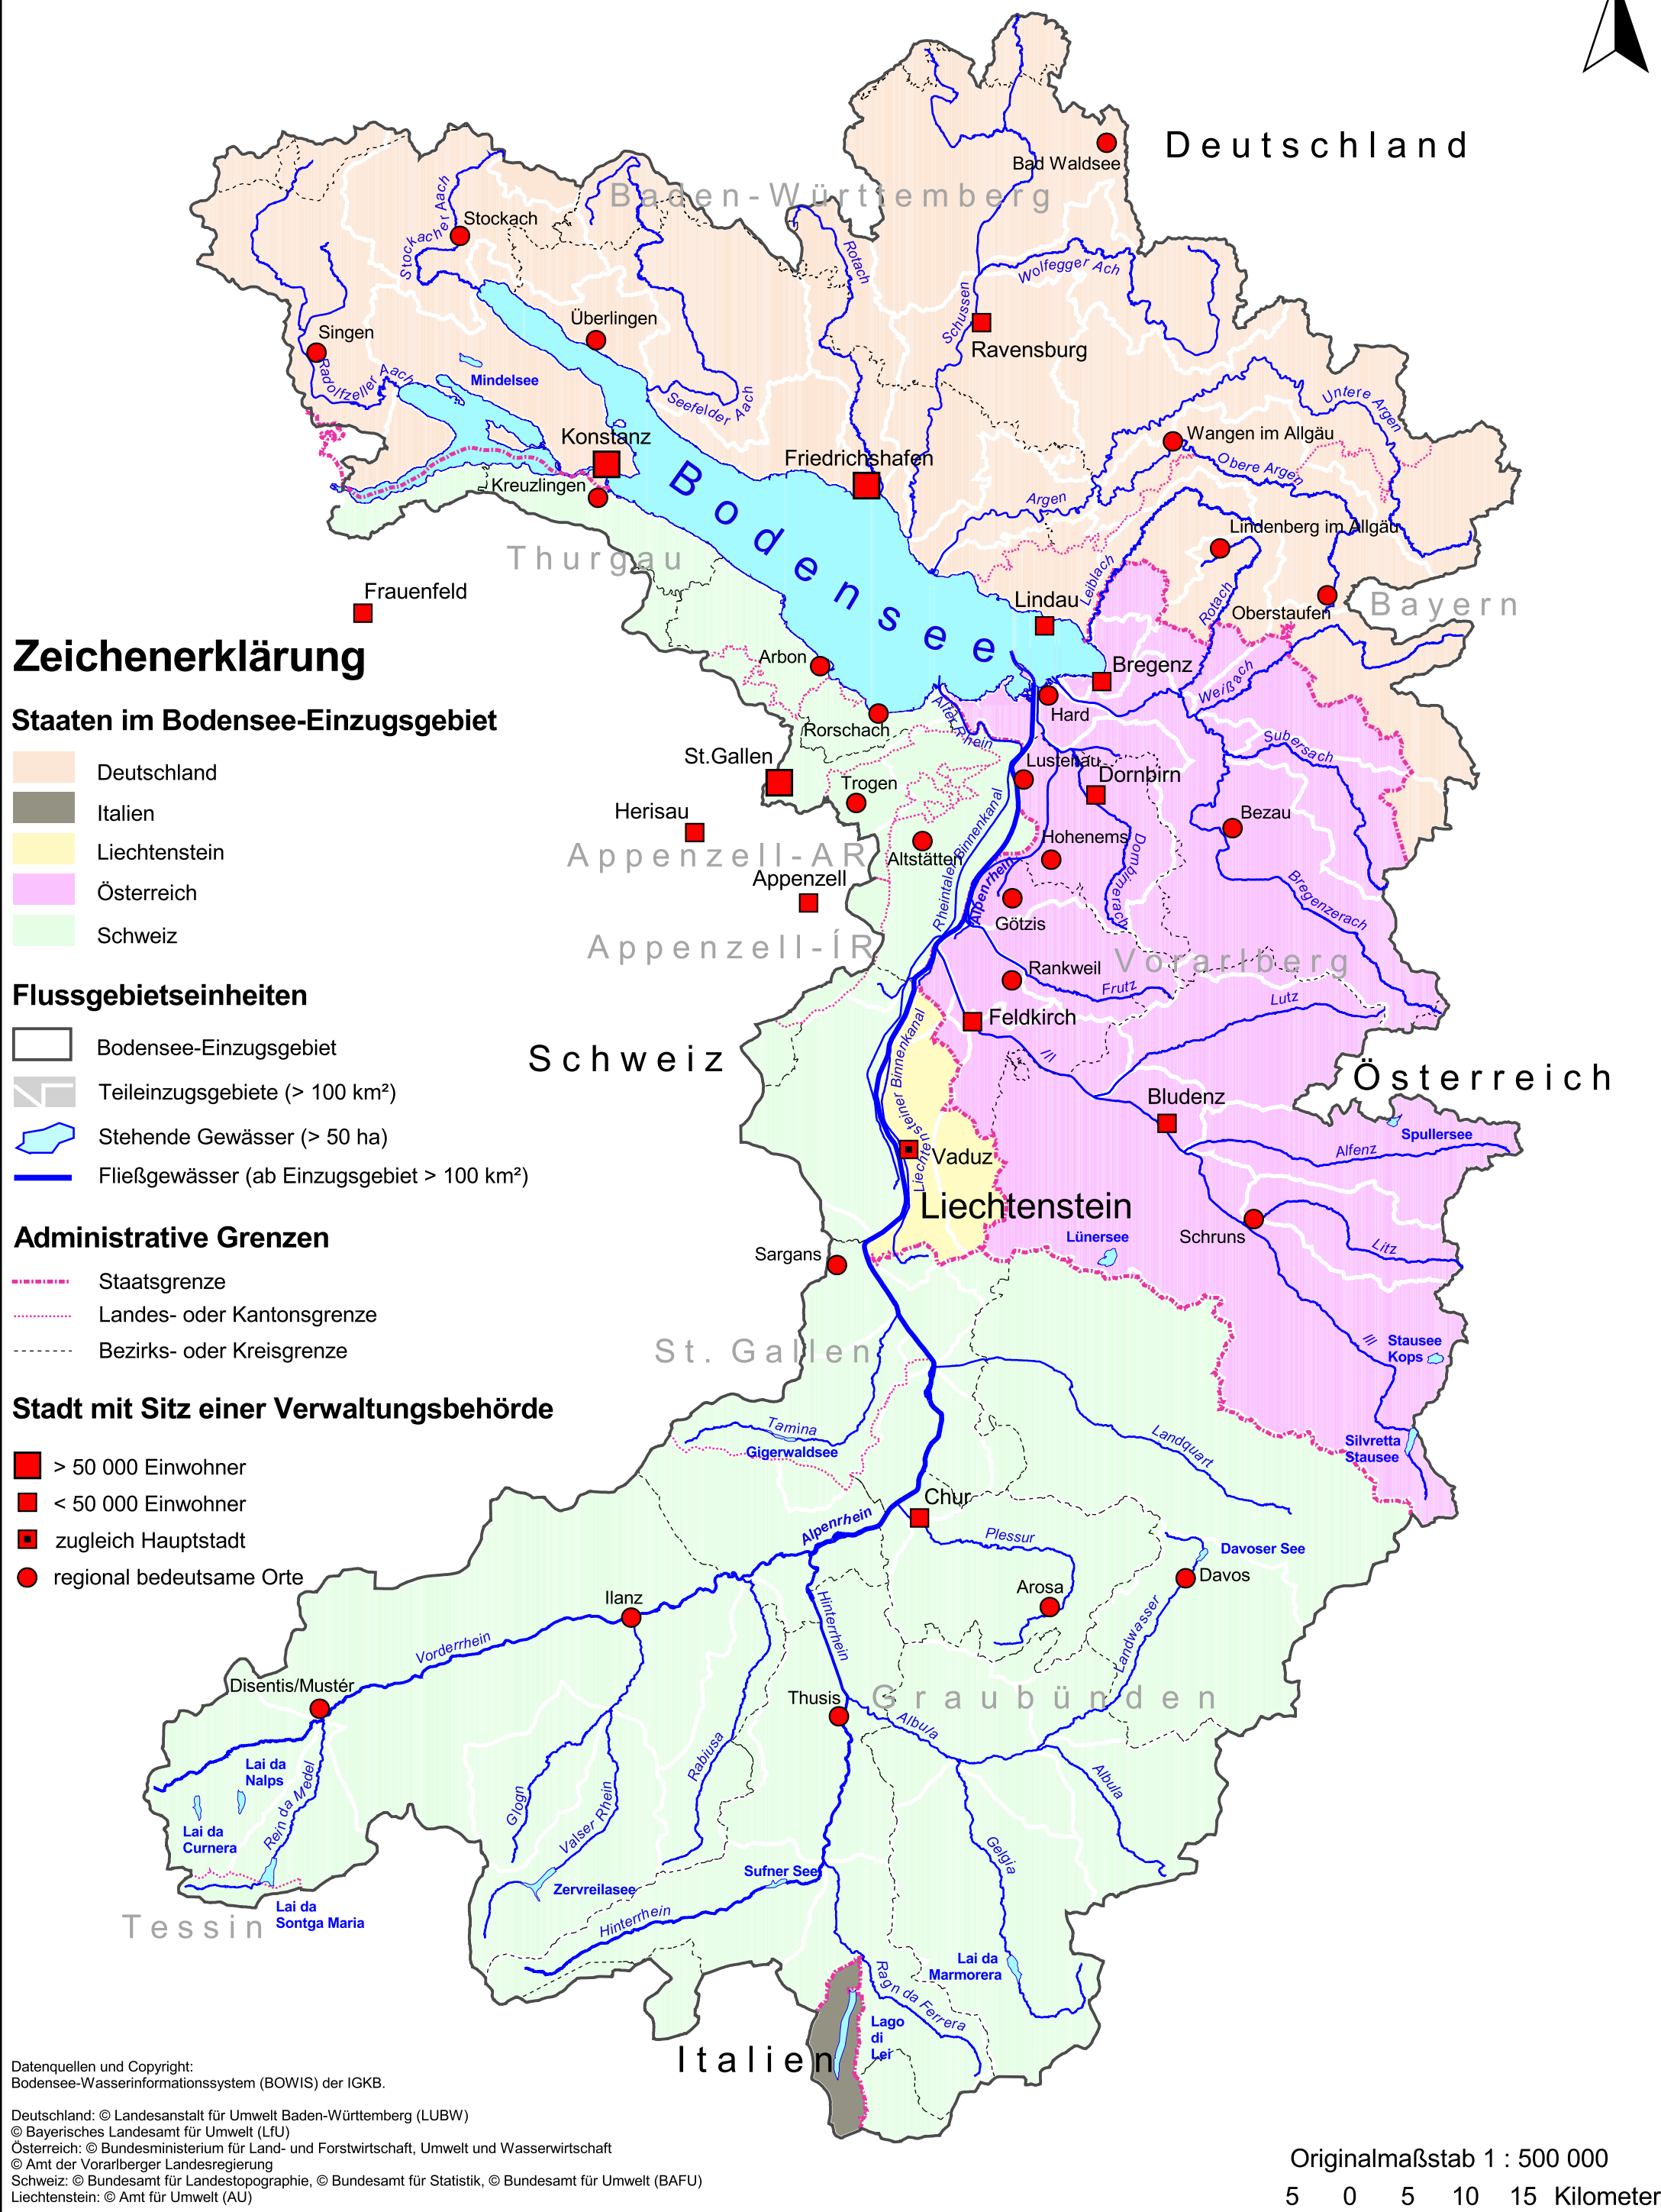 Deutschland
Bad Waldsee
Baden-Württemberg
Stockach
Stockacher Aach
Rotach
Wolfegger Ach
Schussen
Überlingen
Singen
Ravensburg
Radolfzeller Aach
Mindelsee
Seefelder Aach
Untere Argen
Konstanz
Wangen im Allgäu
Friedrichshafen
Obere Argen
Kreuzlingen
Argen
Bodensee
Lindenberg im Allgäu
Thurgau
Leiblach
Frauenfeld
Lindau
Rotach
Oberstaufen
Bayern
Zeichenerklärung
Arbon
Bregenz
Weißach
Staaten im Bodensee-Einzugsgebiet
Alter Rhein
Hard
Rorschach
Subersach
St.Gallen
Lustenau
Dornbirn
Deutschland
Trogen
Italien
Herisau
Rheintaler Binnenkanal
Bezau
Hohenems
Dornbirnerach
Liechtenstein
Appenzell-AR
Altstätten
Appenzell
Alpenrhein
Bregenzerach
Österreich
Götzis
Schweiz
Appenzell-ÍR
Vorarlberg
Rankweil
Frutz
Flussgebietseinheiten
Lutz
Feldkirch
Bodensee-Einzugsgebiet
Schweiz
Liechtensteiner Binnenkanal
Ill
Österreich
Teileinzugsgebiete (> 100 km²)
Bludenz
Stehende Gewässer (> 50 ha)
Spullersee
Alfenz
Vaduz
Fließgewässer (ab Einzugsgebiet > 100 km²)
Liechtenstein
Administrative Grenzen
Lünersee
Schruns
Litz
Sargans
Staatsgrenze
Landes- oder Kantonsgrenze
Ill
Stausee
Kops
Bezirks- oder Kreisgrenze
St. Gallen
Stadt mit Sitz einer Verwaltungsbehörde
Tamina
Gigerwaldsee
Landquart
Silvretta
Stausee
> 50 000 Einwohner
< 50 000 Einwohner
Chur
Alpenrhein
Plessur
zugleich Hauptstadt
Davoser See
regional bedeutsame Orte
Davos
Arosa
Ilanz
Hinterrhein
Landwasser
Vorderrhein
Disentis/Mustér
Thusis
Graubünden
Albula
Rabiusa
Lai da
Nalps
Rein da Medel
Albula
Glogn
Valser Rhein
Lai da
Curnera
Gelgia
Sufner See
Zervreilasee
Lai da
Sontga Maria
Tessin
Hinterrhein
Lai da
Marmorera
Ragn da Ferrera
Lago
di
Lei
Italien
Datenquellen und Copyright:
Bodensee-Wasserinformationssystem (BOWIS) der IGKB.
Deutschland: © Landesanstalt für Umwelt Baden-Württemberg (LUBW)
© Bayerisches Landesamt für Umwelt (LfU)
Österreich: © Bundesministerium für Land- und Forstwirtschaft, Umwelt und Wasserwirtschaft
© Amt der Vorarlberger Landesregierung
Schweiz: © Bundesamt für Landestopographie, © Bundesamt für Statistik, © Bundesamt für Umwelt (BAFU)
Liechtenstein: © Amt für Umwelt (AU)
Originalmaßstab 1 : 500 000
5 0 5 10 15 Kilometer